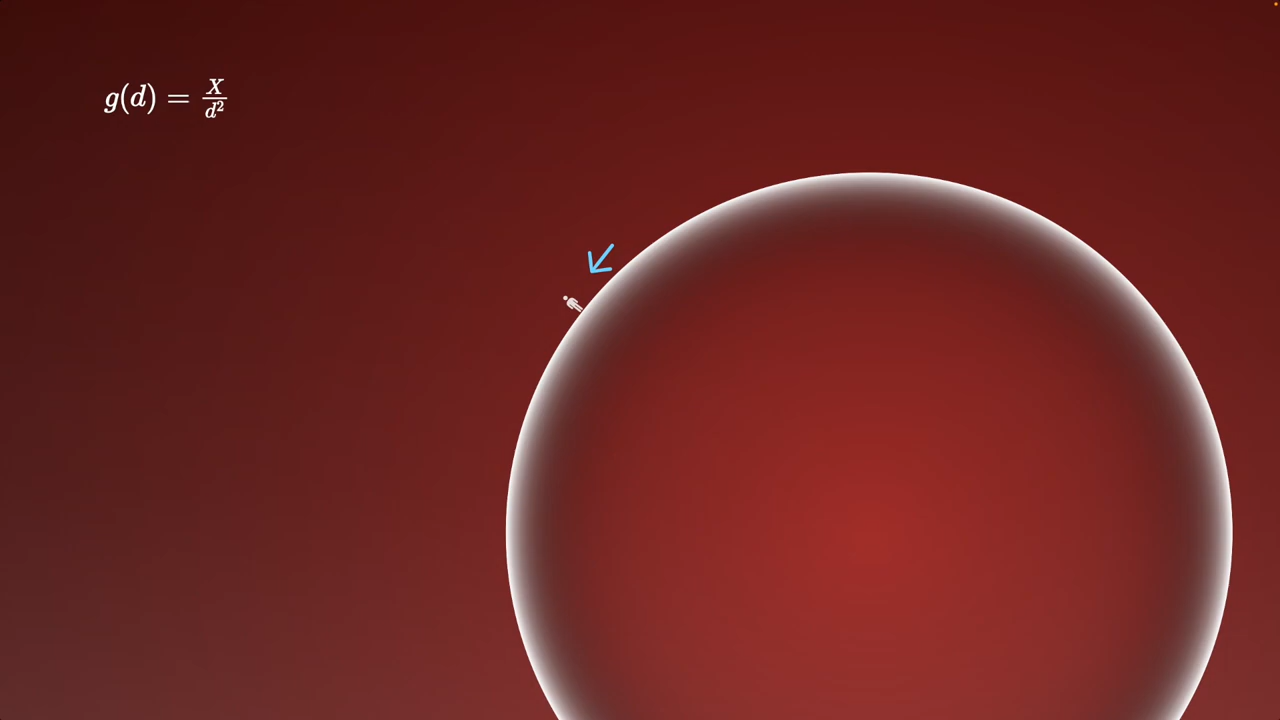 g(d) = X/d²